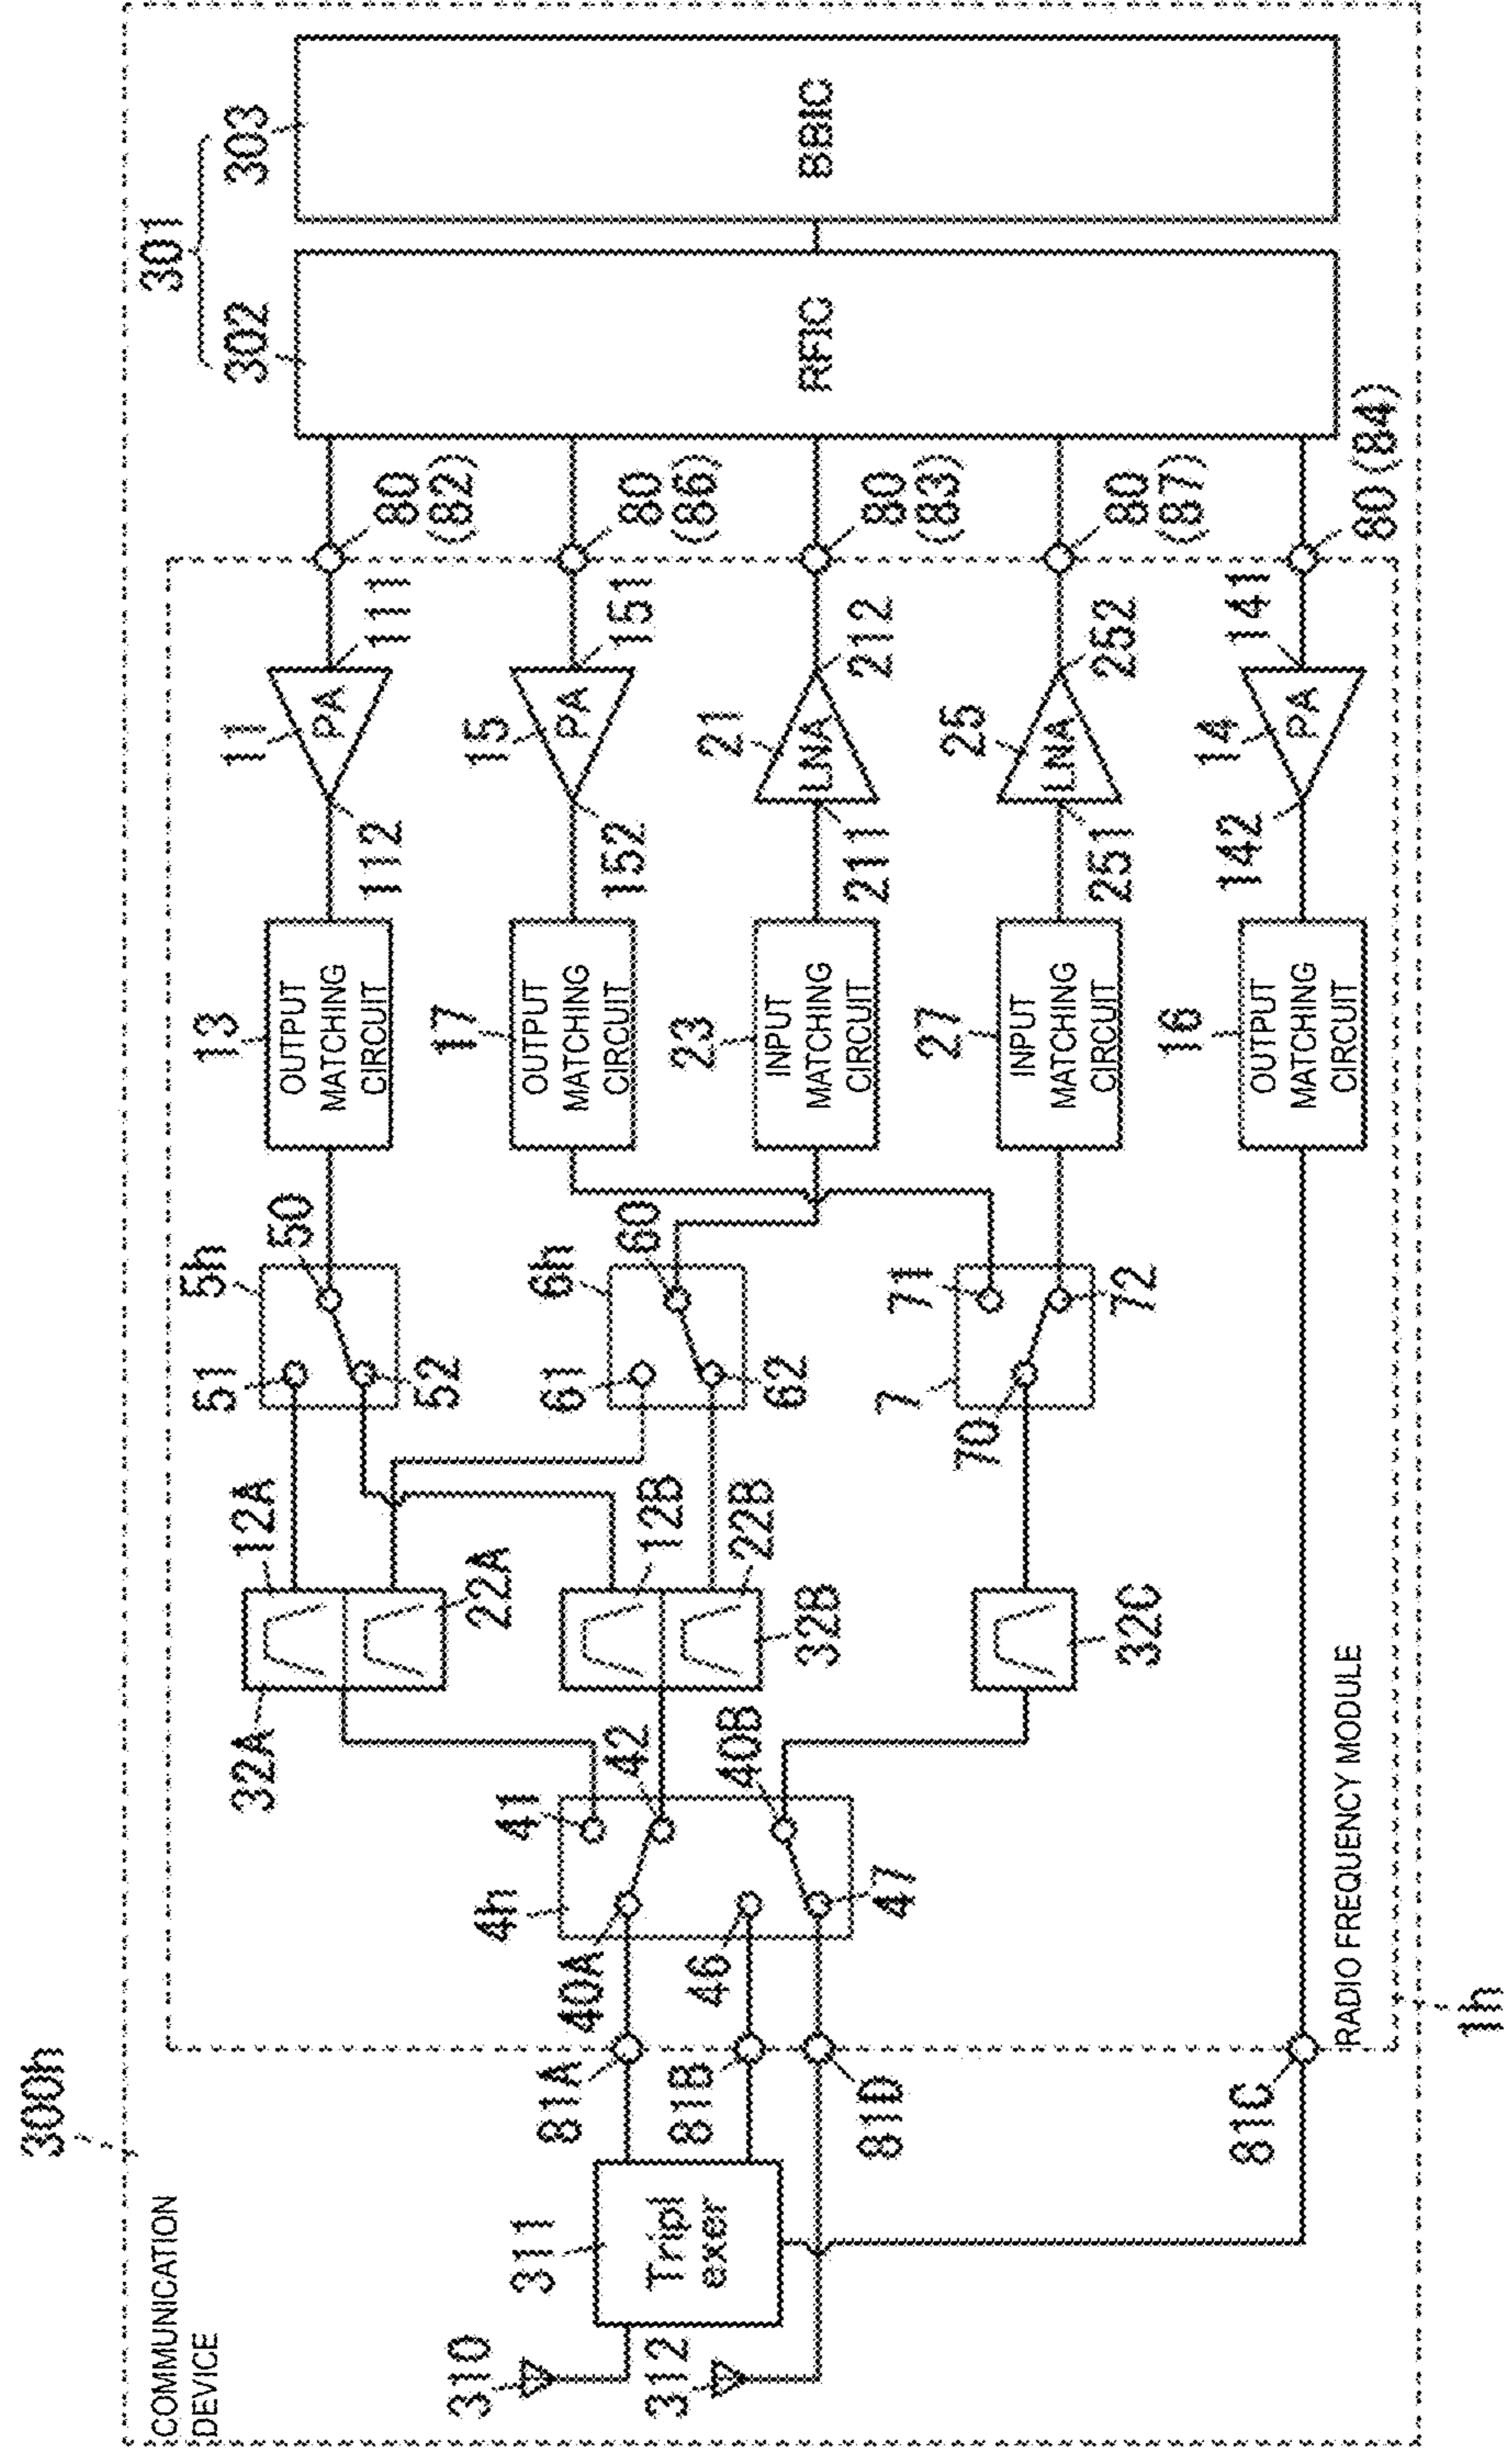 300h
COMMUNICATION
DEVICE
301
302
303
RFIC
BBIC
310
312
311
Tripl
exer
81A
81B
81D
81C
RADIO FREQUENCY MODULE
1h
4h
40A
41
42
46
47
40B
32A
12A
22A
12B
22B
32B
32C
5h
51
52
50
6h
61
62
60
7
70
71
72
13
OUTPUT
MATCHING
CIRCUIT
17
OUTPUT
MATCHING
CIRCUIT
23
INPUT
MATCHING
CIRCUIT
27
INPUT
MATCHING
CIRCUIT
16
OUTPUT
MATCHING
CIRCUIT
11
PA
112
111
15
PA
152
151
21
LNA
211
212
25
LNA
251
252
14
PA
142
141
80
(82)
80
(86)
80
(83)
80
(87)
80 (84)